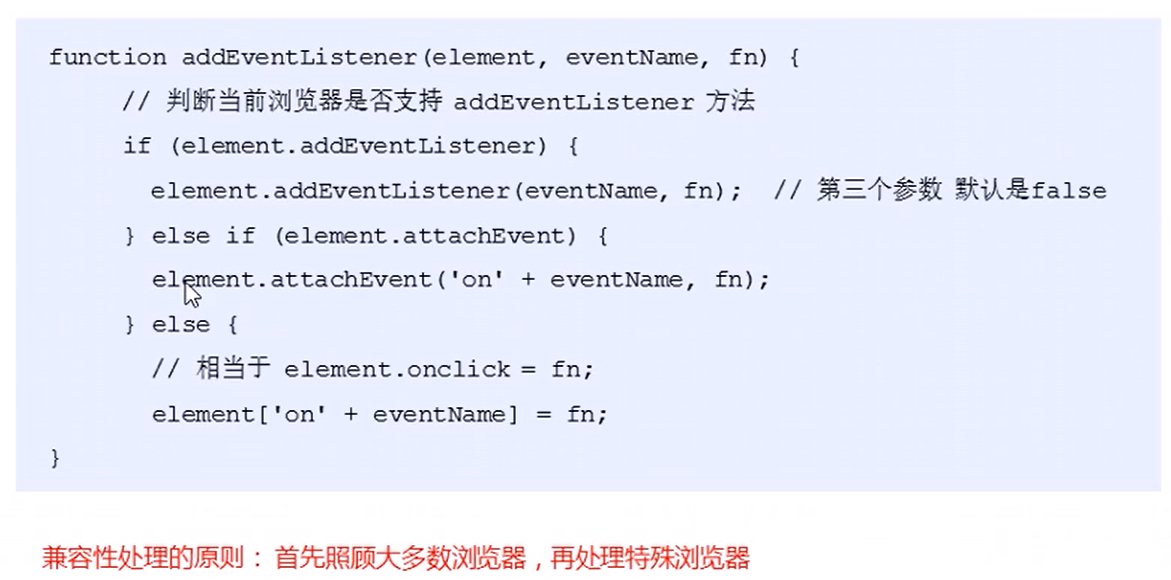 function addEventListener(element, eventName, fn) {
// 判断当前浏览器是否支持 addEventListener 方法
if (element.addEventListener) {
element.addEventListener(eventName, fn); // 第三个参数 默认是false
} else if (element.attachEvent) {
element.attachEvent('on' + eventName, fn);
} else {
// 相当于 element.onclick = fn;
element['on' + eventName] = fn;
}
兼容性处理的原则： 首先照顾大多数浏览器，再处理特殊浏览器